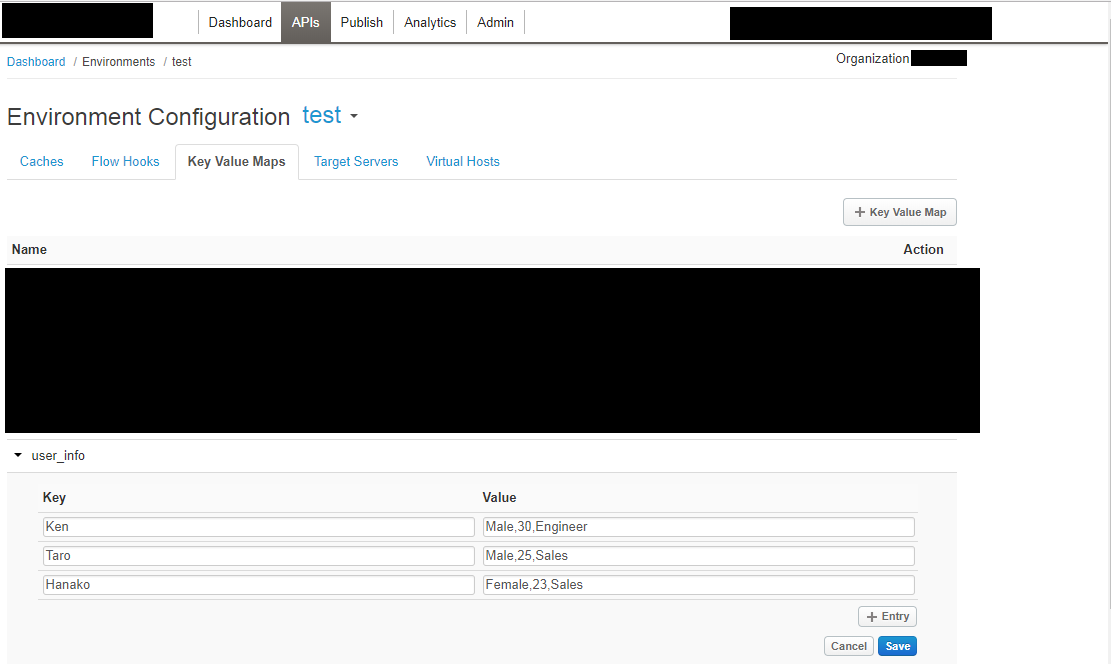 Dashboard APIs Publish Analytics Admin
Dashboard / Environments / test Organization
Environment Configuration test
Caches Flow Hooks Key Value Maps Target Servers Virtual Hosts
+ Key Value Map
Name Action
user_info
Key Value
Ken Male,30,Engineer
Taro Male,25,Sales
Hanako Female,23,Sales
+ Entry
Cancel Save